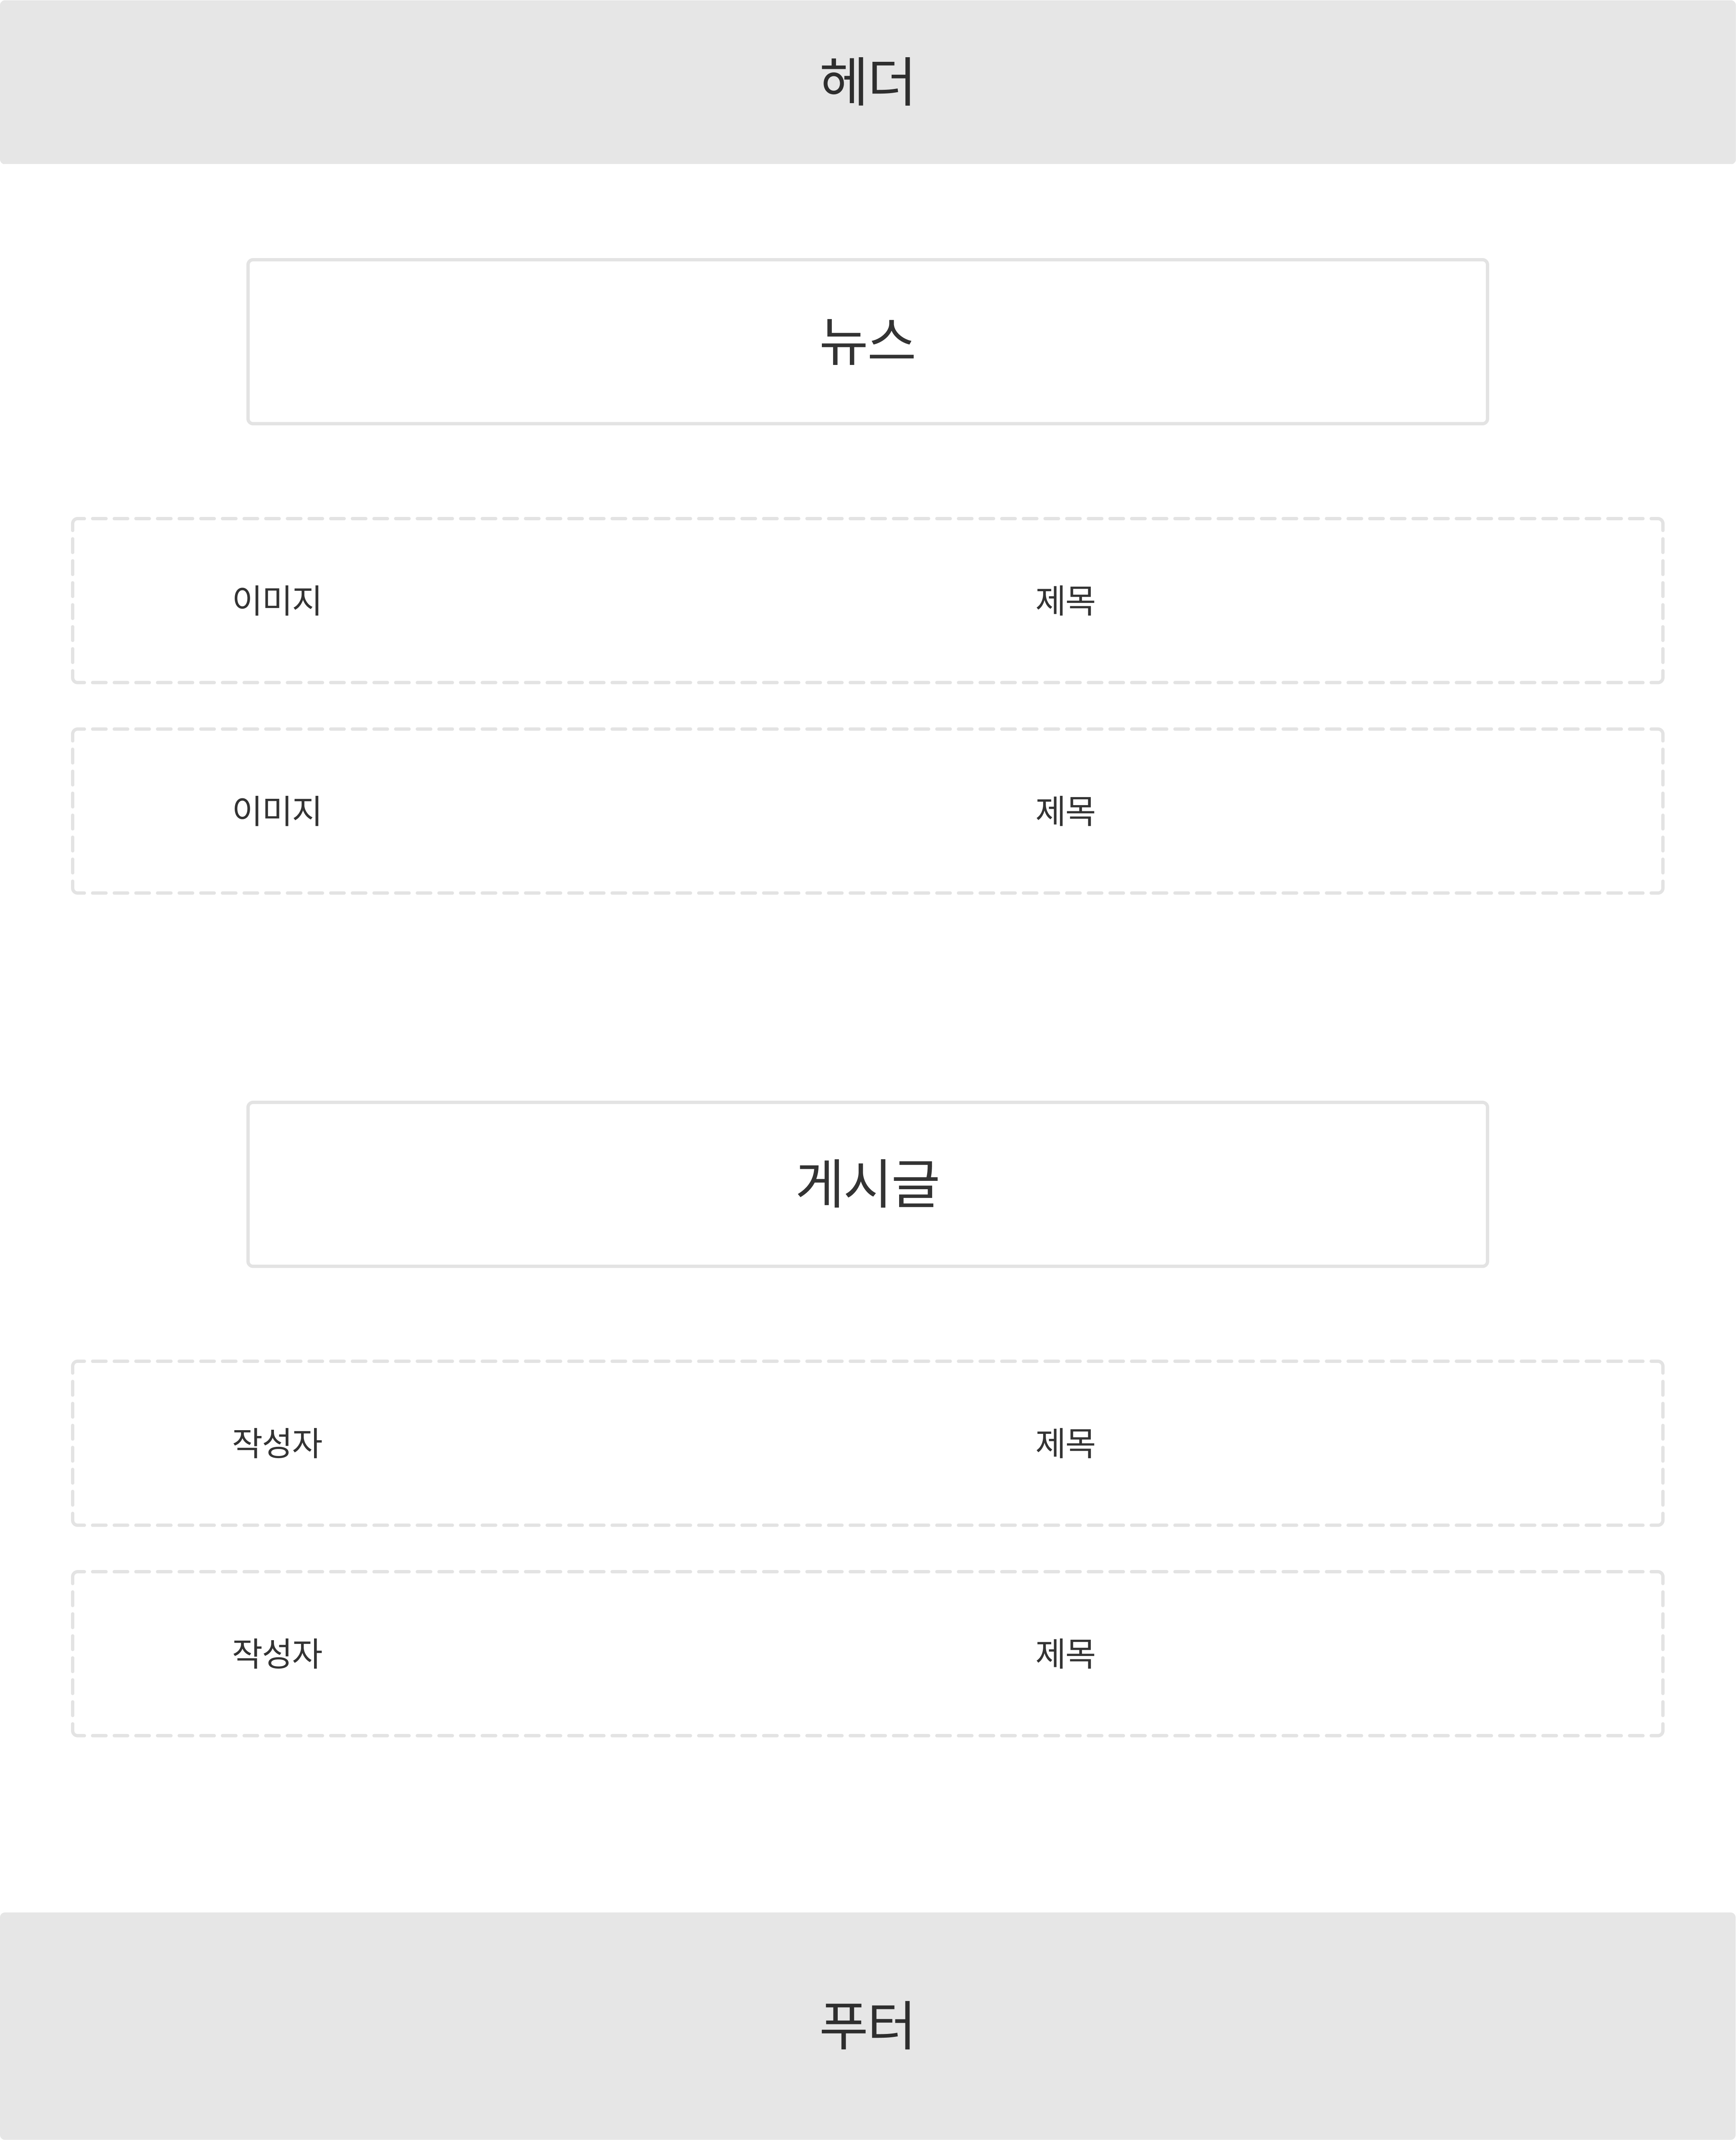 헤더
뉴스
이미지 제목
이미지 제목
게시글
작성자 제목
작성자 제목
푸터